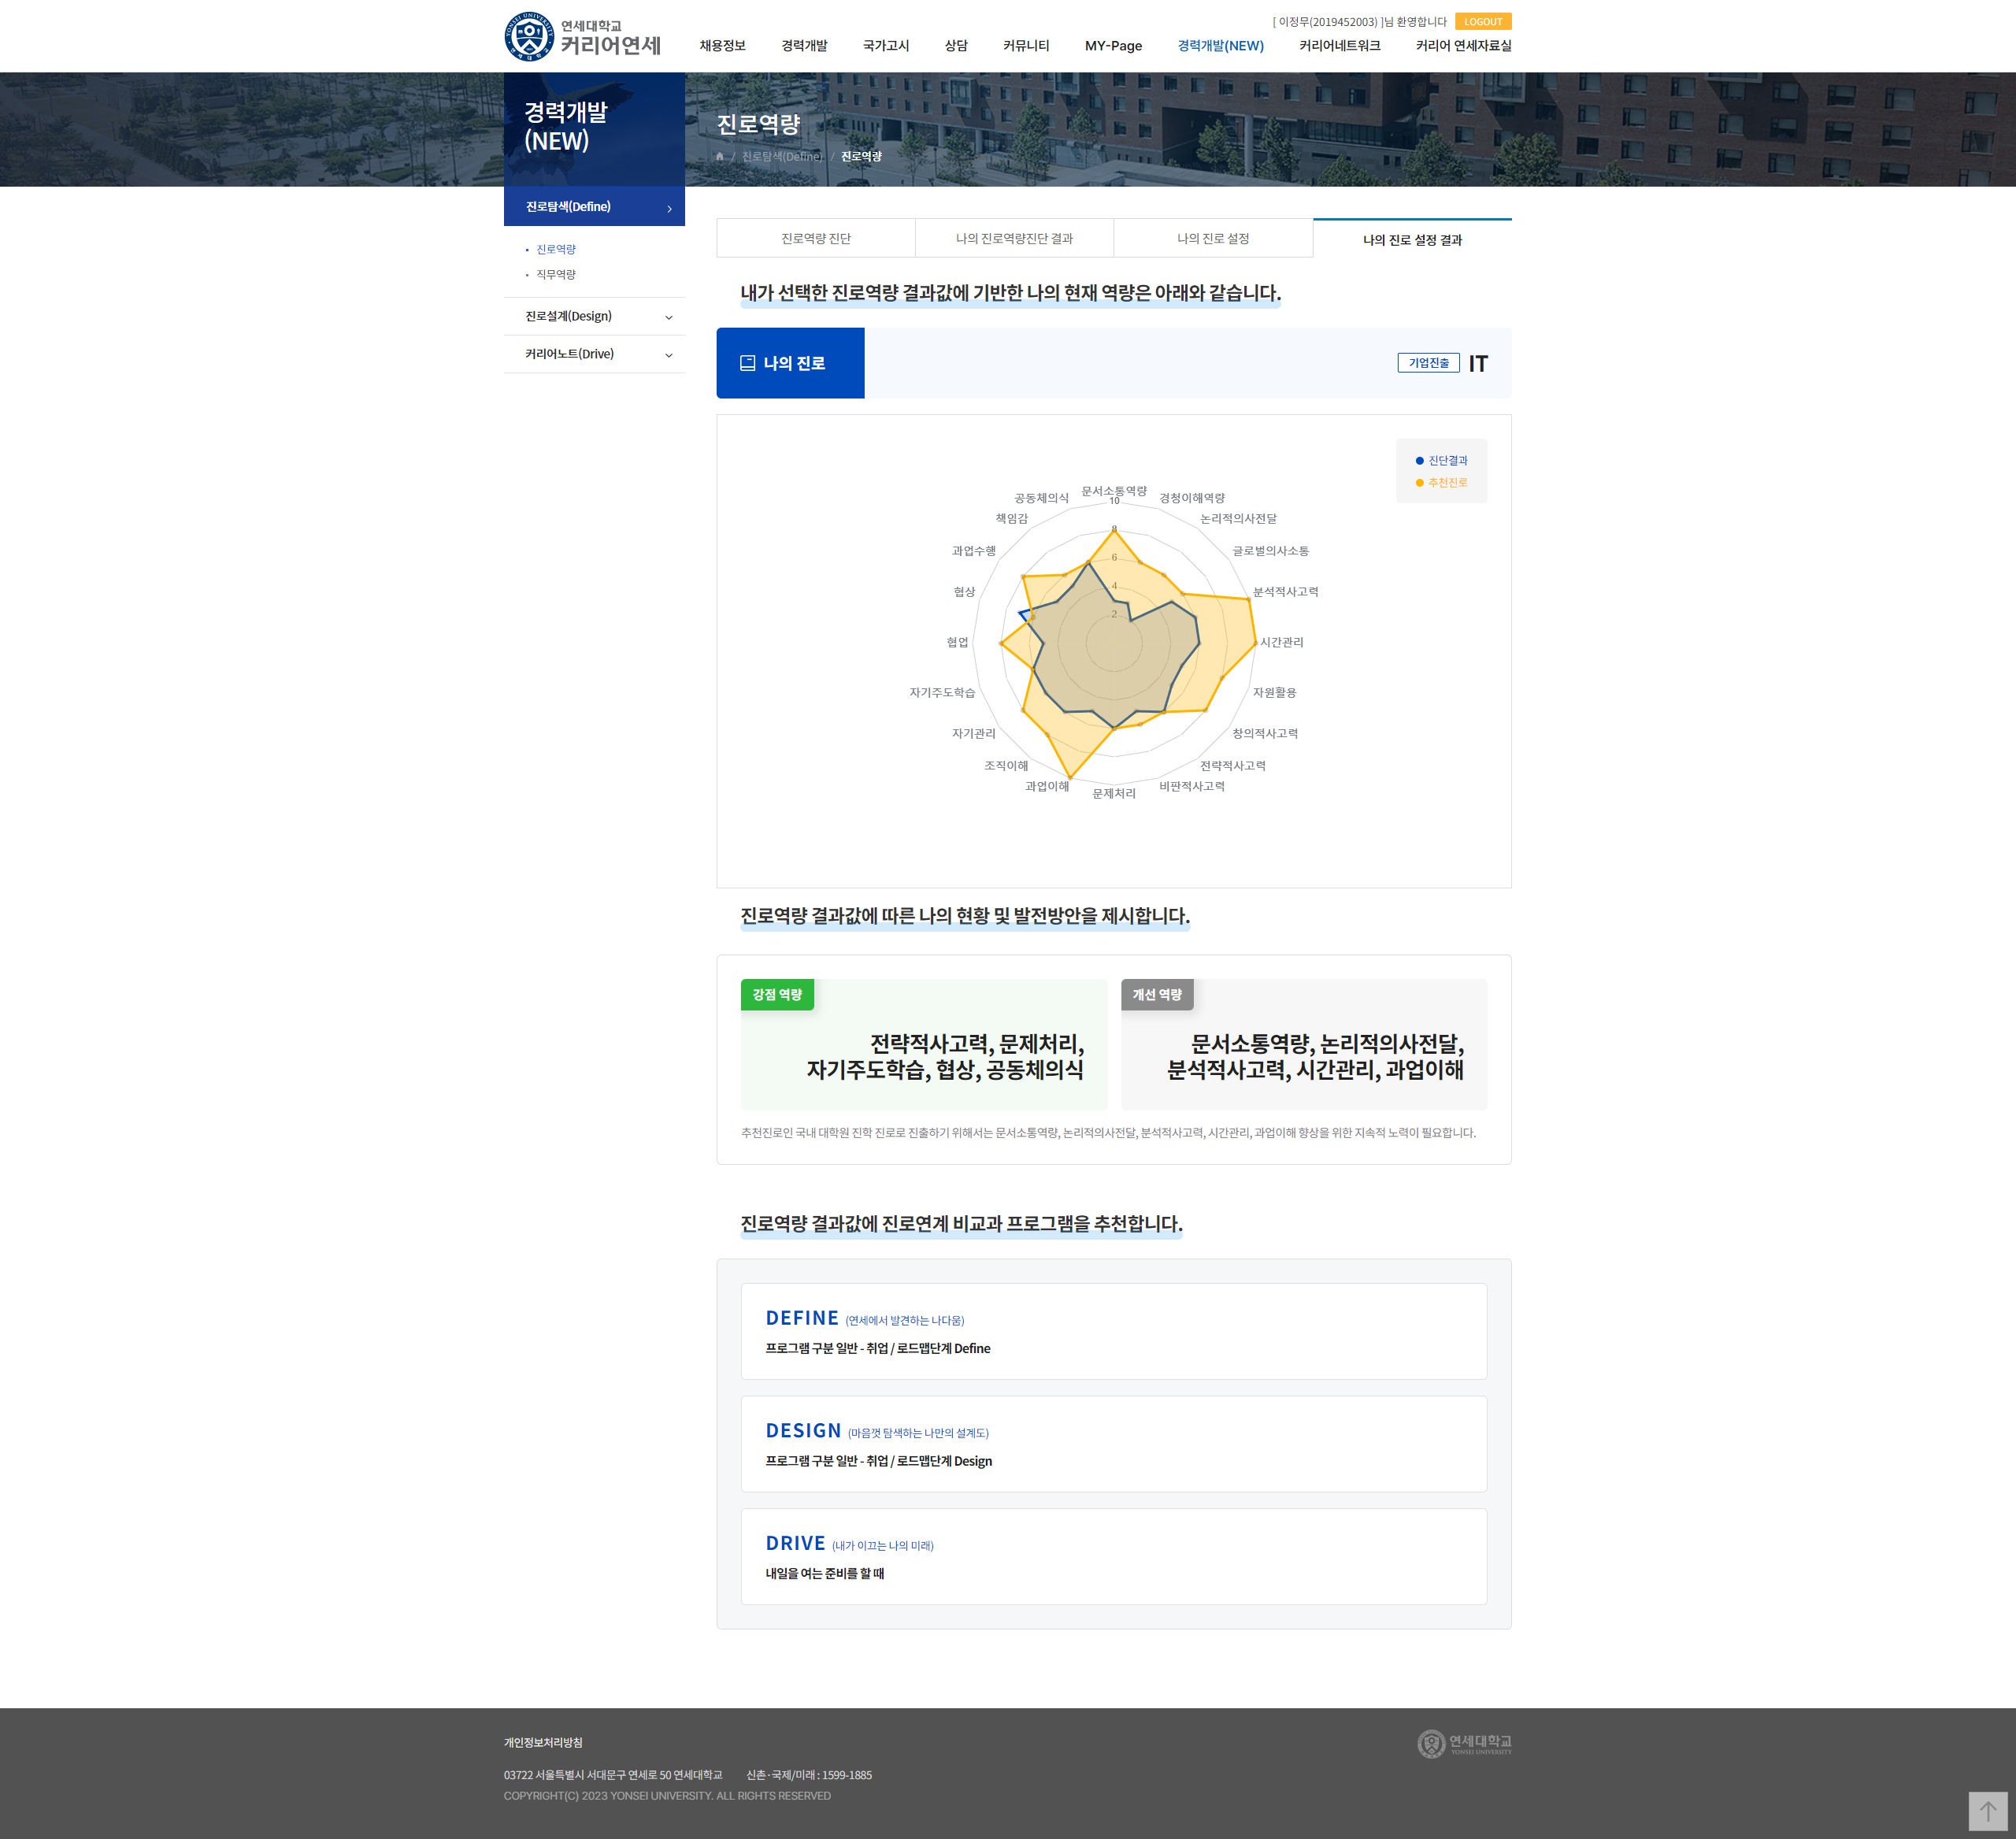 연세대학교
커리어연세
[ 이정무(2019452003) ]님 환영합니다 LOGOUT
채용정보 경력개발 국가고시 상담 커뮤니티 MY-Page 경력개발(NEW) 커리어네트워크 커리어 연세자료실
경력개발
(NEW)
진로역량
/ 진로탐색(Define) / 진로역량
진로탐색(Define)
진로역량
직무역량
진로설계(Design)
커리어노트(Drive)
진로역량 진단 나의 진로역량진단 결과 나의 진로 설정 나의 진로 설정 결과
내가 선택한 진로역량 결과값에 기반한 나의 현재 역량은 아래와 같습니다.
나의 진로 기업진출 IT
진단결과
추천진로
문서소통역량
경청이해역량
논리적의사전달
글로벌의사소통
분석적사고력
시간관리
자원활용
창의적사고력
전략적사고력
비판적사고력
문제처리
과업이해
조직이해
자기관리
자기주도학습
협업
협상
과업수행
책임감
공동체의식
10
8
6
4
2
진로역량 결과값에 따른 나의 현황 및 발전방안을 제시합니다.
강점 역량
전략적사고력, 문제처리,
자기주도학습, 협상, 공동체의식
개선 역량
문서소통역량, 논리적의사전달,
분석적사고력, 시간관리, 과업이해
추천진로인 국내 대학원 진학 진로로 진출하기 위해서는 문서소통역량, 논리적의사전달, 분석적사고력, 시간관리, 과업이해 향상을 위한 지속적 노력이 필요합니다.
진로역량 결과값에 진로연계 비교과 프로그램을 추천합니다.
DEFINE (연세에서 발견하는 나다움)
프로그램 구분 일반 - 취업 / 로드맵단계 Define
DESIGN (마음껏 탐색하는 나만의 설계도)
프로그램 구분 일반 - 취업 / 로드맵단계 Design
DRIVE (내가 이끄는 나의 미래)
내일을 여는 준비를 할 때
개인정보처리방침
03722 서울특별시 서대문구 연세로 50 연세대학교 신촌·국제/미래 : 1599-1885
COPYRIGHT(C) 2023 YONSEI UNIVERSITY. ALL RIGHTS RESERVED
연세대학교
YONSEI UNIVERSITY